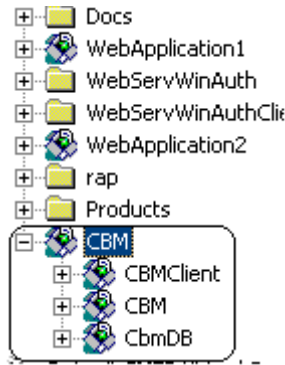 Docs
WebApplication1
WebServWinAuth
WebServWinAuthClie
WebApplication2
rap
Products
CBM
CBMClient
CBM
CbmDB